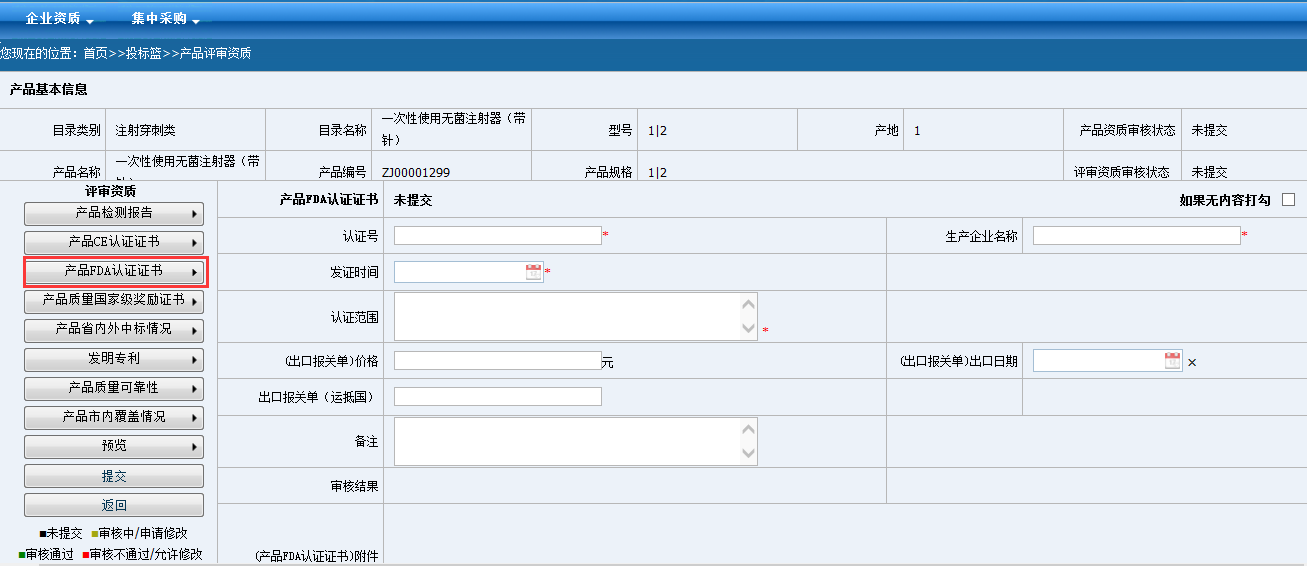 企业资质 集中采购
您现在的位置：首页>>投标篮>>产品评审资质
产品基本信息
目录类别 注射穿刺类 目录名称 一次性使用无菌注射器（带针） 型号 1|2 产地 1 产品资质审核状态 未提交
产品名称 一次性使用无菌注射器（带 产品编号 ZJ00001299 产品规格 1|2 评审资质审核状态 未提交
评审资质
产品检测报告
产品CE认证证书
产品FDA认证证书
产品质量国家级奖励证书
产品省内外中标情况
发明专利
产品质量可靠性
产品市内覆盖情况
预览
提交
返回
■未提交 ■审核中/申请修改
■审核通过 ■审核不通过/允许修改
产品FDA认证证书 未提交 如果无内容打勾
认证号 * 生产企业名称 *
发证时间 *
认证范围 *
(出口报关单)价格 元 (出口报关单)出口日期 ×
出口报关单（运抵国）
备注
审核结果
(产品FDA认证证书)附件